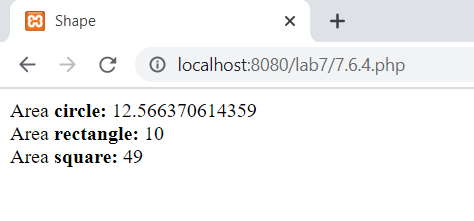 Shape
localhost:8080/lab7/7.6.4.php
Area circle: 12.566370614359
Area rectangle: 10
Area square: 49